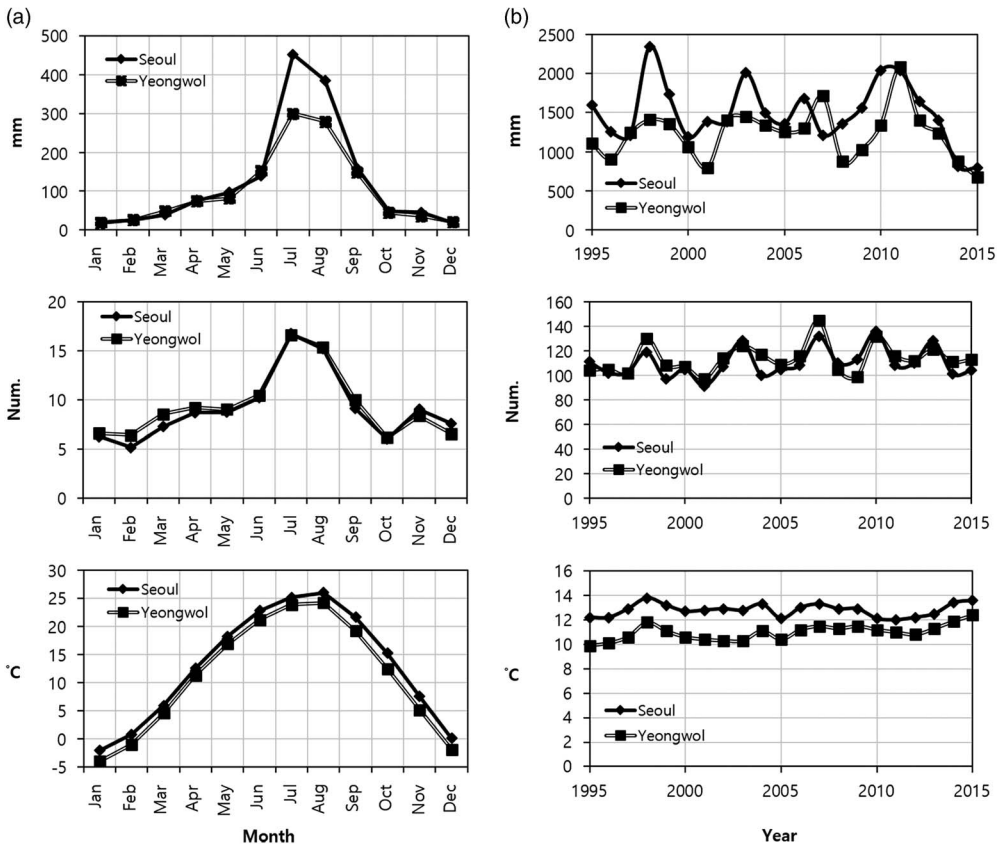 (a)
500
400
300
200
100
0
mm
Seoul
Yeongwol
Jan Feb Mar Apr May Jun Jul Aug Sep Oct Nov Dec
20
15
10
5
0
Num.
Seoul
Yeongwol
Jan Feb Mar Apr May Jun Jul Aug Sep Oct Nov Dec
30
25
20
15
10
5
0
-5
°C
Seoul
Yeongwol
Jan Feb Mar Apr May Jun Jul Aug Sep Oct Nov Dec
Month
(b)
2500
2000
1500
1000
500
0
mm
Seoul
Yeongwol
1995 2000 2005 2010 2015
160
140
120
100
80
60
40
20
0
Num.
Seoul
Yeongwol
1995 2000 2005 2010 2015
16
14
12
10
8
6
4
2
0
°C
Seoul
Yeongwol
1995 2000 2005 2010 2015
Year